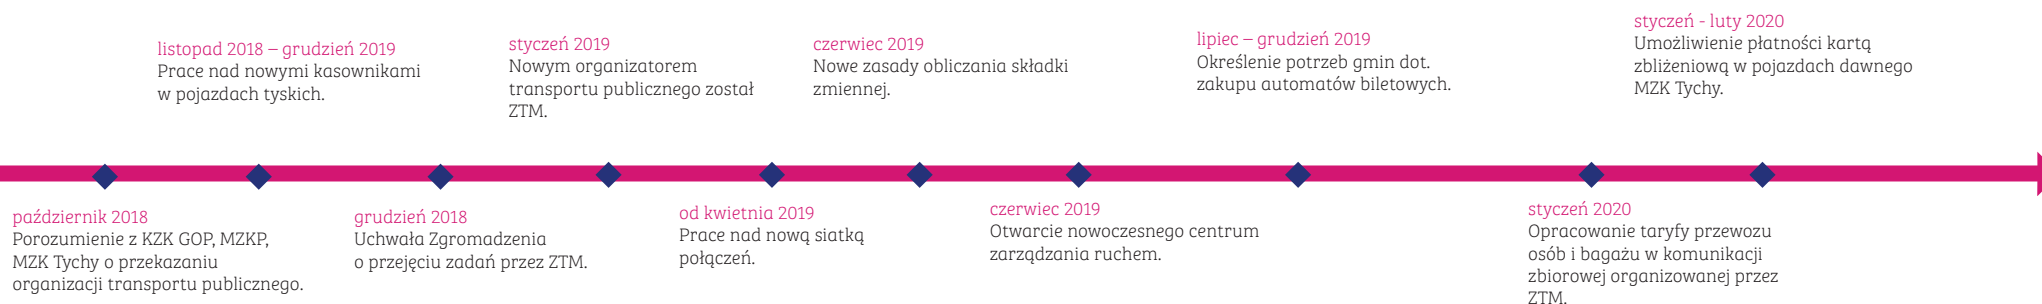 październik 2018
Porozumienie z KZK GOP, MZKP,
MZK Tychy o przekazaniu
organizacji transportu publicznego.
listopad 2018 – grudzień 2019
Prace nad nowymi kasownikami
w pojazdach tyskich.
grudzień 2018
Uchwała Zgromadzenia
o przejęciu zadań przez ZTM.
styczeń 2019
Nowym organizatorem
transportu publicznego został
ZTM.
od kwietnia 2019
Prace nad nową siatką
połączeń.
czerwiec 2019
Nowe zasady obliczania składki
zmiennej.
czerwiec 2019
Otwarcie nowoczesnego centrum
zarządzania ruchem.
lipiec – grudzień 2019
Określenie potrzeb gmin dot.
zakupu automatów biletowych.
styczeń 2020
Opracowanie taryfy przewozu
osób i bagażu w komunikacji
zbiorowej organizowanej przez
ZTM.
styczeń - luty 2020
Umożliwienie płatności kartą
zbliżeniową w pojazdach dawnego
MZK Tychy.